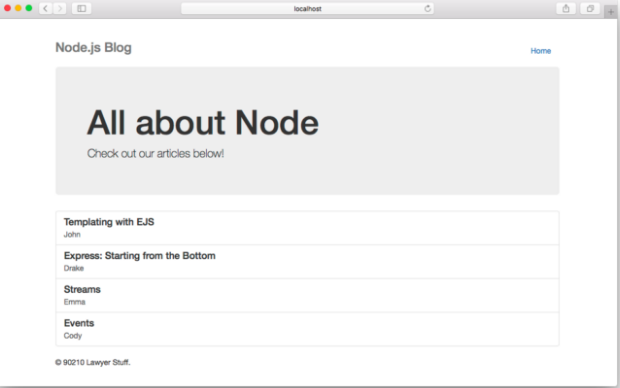 localhost
Node.js Blog
Home
All about Node
Check out our articles below!
Templating with EJS
John
Express: Starting from the Bottom
Drake
Streams
Emma
Events
Cody
© 90210 Lawyer Stuff.